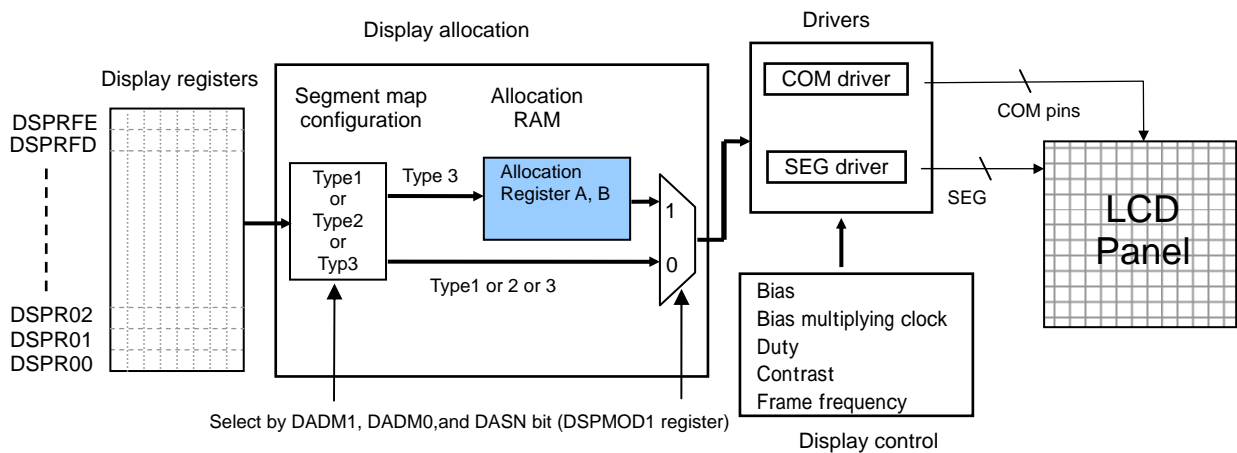 Display registers
DSPRFE
DSPRFD
DSPR02
DSPR01
DSPR00
Display allocation
Segment map
configuration
Type1
or
Type2
or
Typ3
Type 3
Type1 or 2 or 3
Allocation
RAM
Allocation
Register A, B
1
0
Select by DADM1, DADM0,and DASN bit (DSPMOD1 register)
Drivers
COM driver
SEG driver
COM pins
SEG
LCD
Panel
Bias
Bias multiplying clock
Duty
Contrast
Frame frequency
Display control